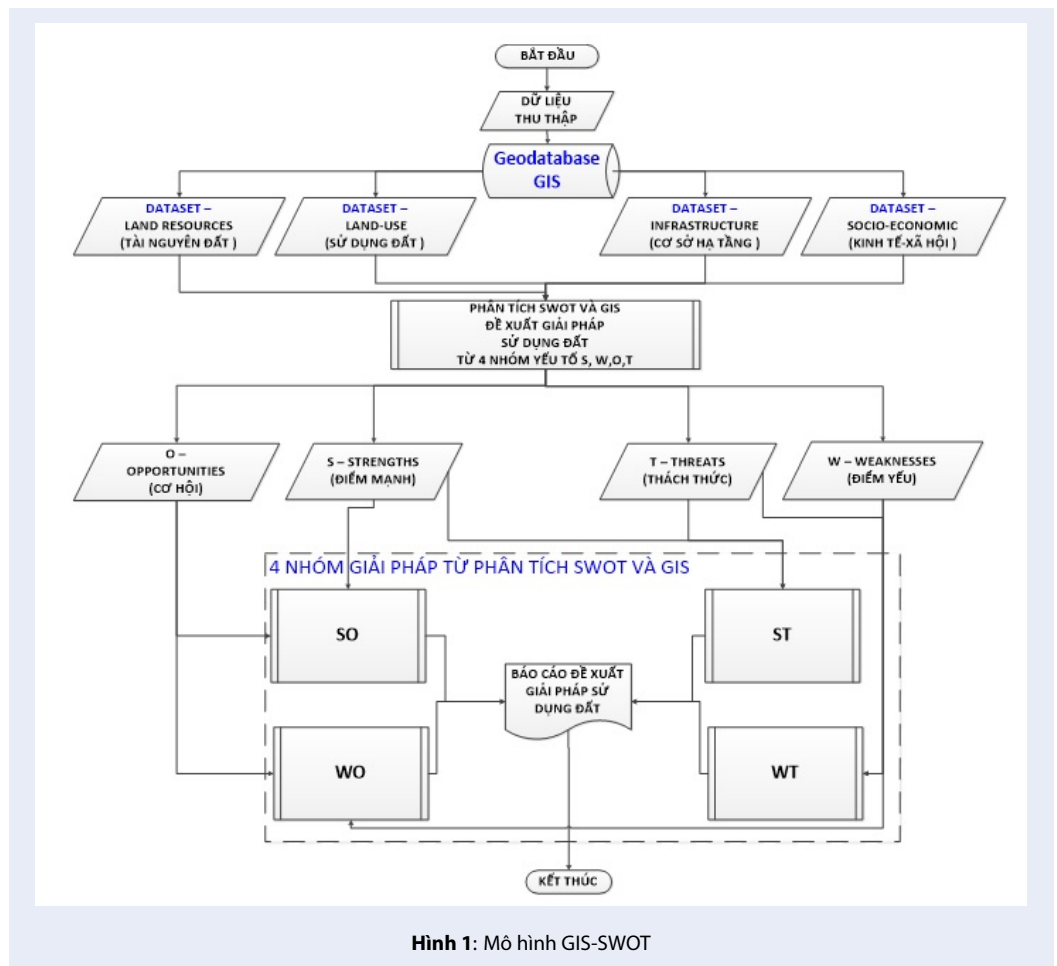 BẮT ĐẦU
DỮ LIỆU
THU THẬP
Geodatabase
GIS
DATASET –
LAND RESOURCES
(TÀI NGUYÊN ĐẤT )
DATASET –
LAND-USE
(SỬ DỤNG ĐẤT )
DATASET –
INFRASTRUCTURE
(CƠ SỞ HẠ TẦNG )
DATASET –
SOCIO-ECONOMIC
(KINH TẾ-XÃ HỘI )
PHÂN TÍCH SWOT VÀ GIS
ĐỀ XUẤT GIẢI PHÁP
SỬ DỤNG ĐẤT
TỪ 4 NHÓM YẾU TỐ S, W,O,T
O –
OPPORTUNITIES
(CƠ HỘI)
S – STRENGTHS
(ĐIỂM MẠNH)
T – THREATS
(THÁCH THỨC)
W – WEAKNESSES
(ĐIỂM YẾU)
4 NHÓM GIẢI PHÁP TỪ PHÂN TÍCH SWOT VÀ GIS
SO
ST
BÁO CÁO ĐỀ XUẤT
GIẢI PHÁP SỬ
DỤNG ĐẤT
WO
WT
KẾT THÚC
Hình 1: Mô hình GIS-SWOT